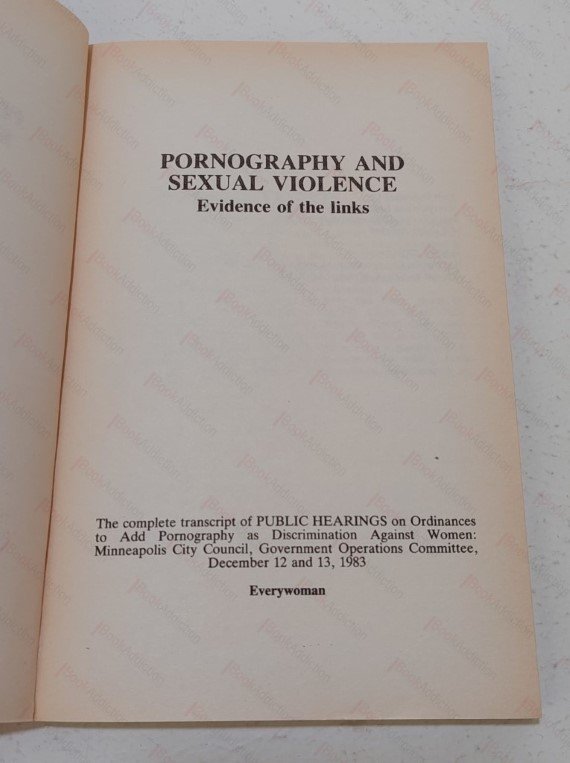 PORNOGRAPHY AND
SEXUAL VIOLENCE
Evidence of the links
The complete transcript of PUBLIC HEARINGS on Ordinances
to Add Pornography as Discrimination Against Women:
Minneapolis City Council, Government Operations Committee,
December 12 and 13, 1983
Everywoman
iBookAddiction